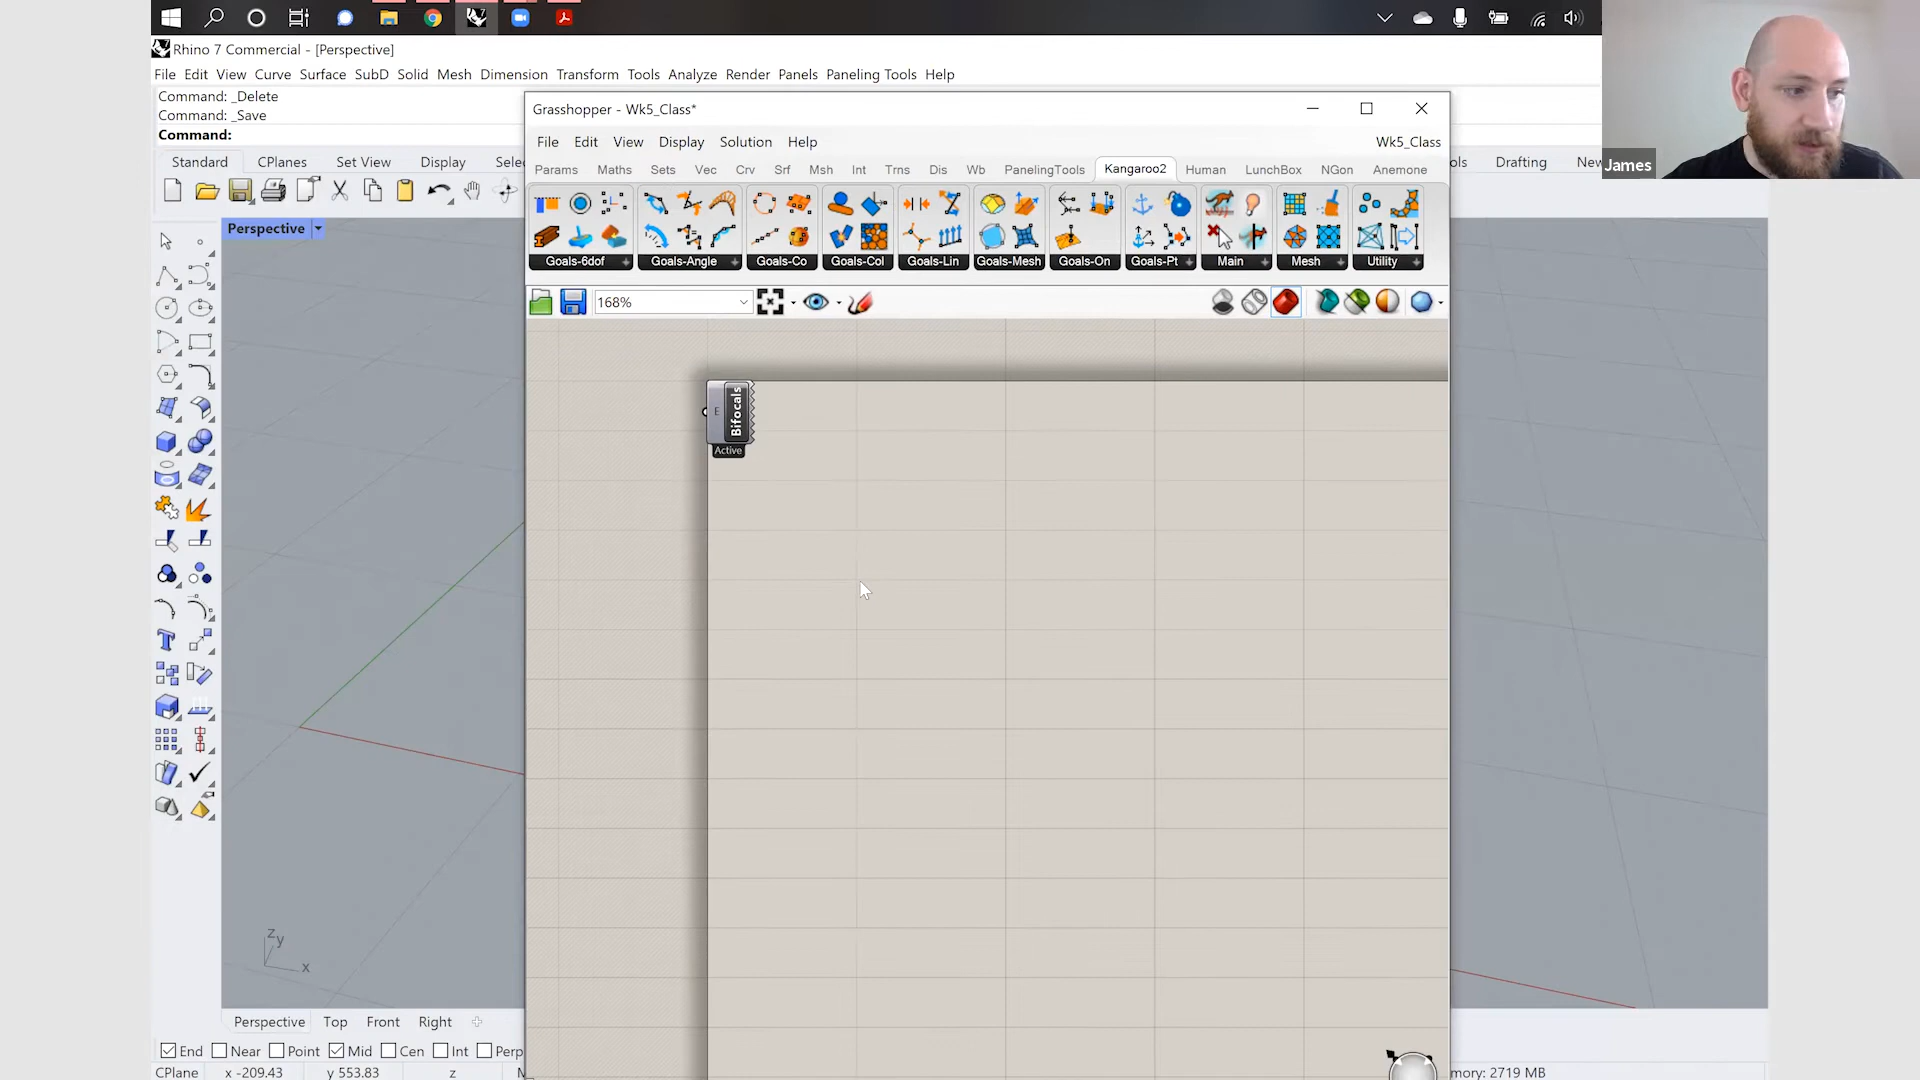 Rhino 7 Commercial - [Perspective]
File Edit View Curve Surface SubD Solid Mesh Dimension Transform Tools Analyze Render Panels Paneling Tools Help
Command: _Delete
Command: _Save
Command:
Standard CPlanes Set View Display Selec
ols Drafting New
James
Grasshopper - Wk5_Class*
File Edit View Display Solution Help
Wk5_Class
Params Maths Sets Vec Crv Srf Msh Int Trns Dis Wb PanelingTools Kangaroo2 Human LunchBox NGon Anemone
Goals-6dof Goals-Angle Goals-Co Goals-Col Goals-Lin Goals-Mesh Goals-On Goals-Pt Main Mesh Utility
168%
Perspective
E
Bifocals
Active
z y
x
Perspective Top Front Right
End Near Point Mid Cen Int Perp
CPlane x -209.43 y 553.83 z
mory: 2719 MB